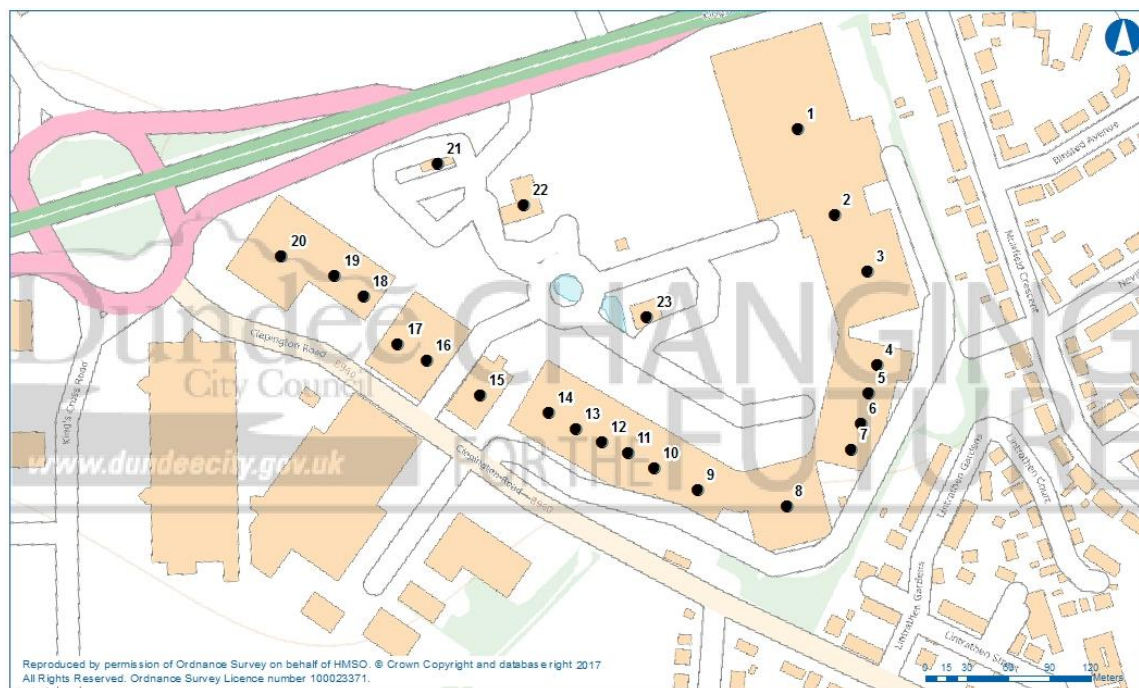 King's
1
Binsted Avenue
21
2
22
Muirfield Crescent
20
3
19
18
23
Dundee
CHANGING
Clepington Road
B940
17
16
4
City Council
King's Cross Road
15
5
FOR THE
FUTURE
14
6
13
12
7
11
10
www.dundeecity.gov.uk
Clepington Road
9
8
Lintrathen Gardens
Lintrathen Court
Lintrathen Gardens
Lintrathen Street
Reproduced by permission of Ordnance Survey on behalf of HMSO. © Crown Copyright and database right 2017
All Rights Reserved. Ordnance Survey Licence number 100023371.
0 15 30 60 90 120
Meters